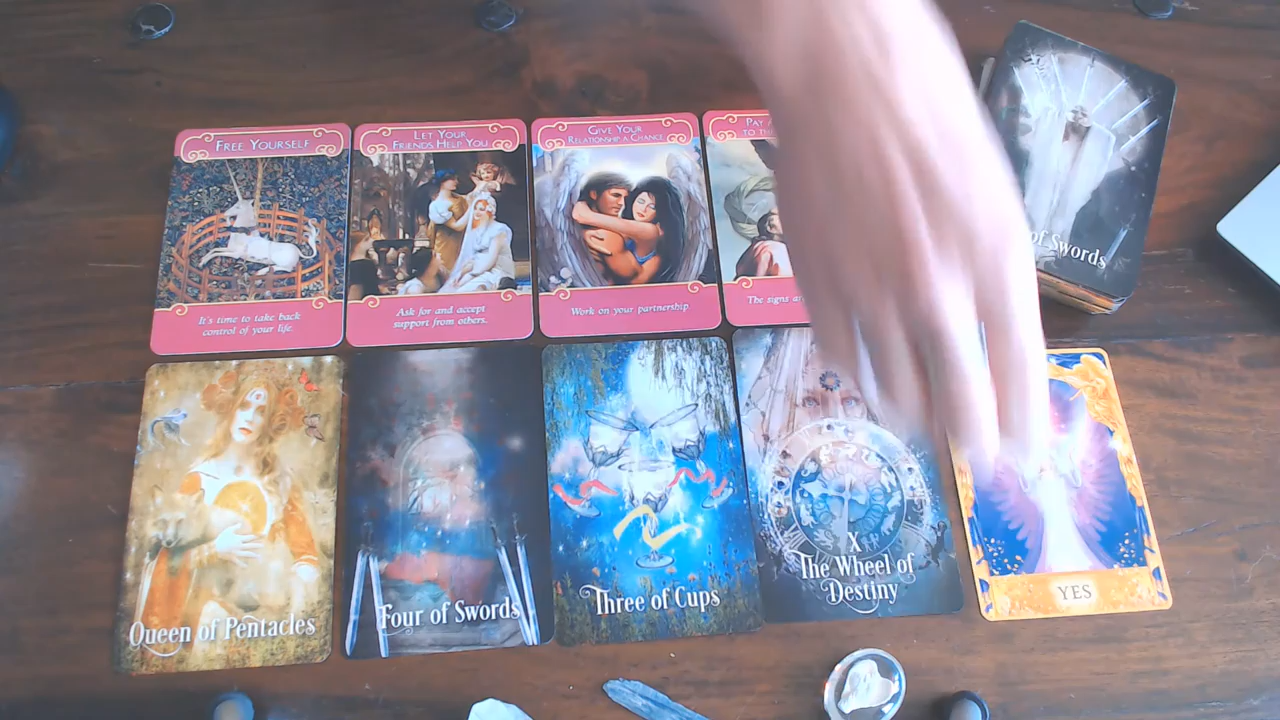 FREE YOURSELF
It's time to take back
control of your life.
LET YOUR
FRIENDS HELP YOU
Ask for and accept
support from others.
GIVE YOUR
RELATIONSHIP A CHANCE
Work on your partnership.
PAY
TO
The signs
of Swords
Queen of Pentacles
Four of Swords
Three of Cups
X
The Wheel of
Destiny
YES